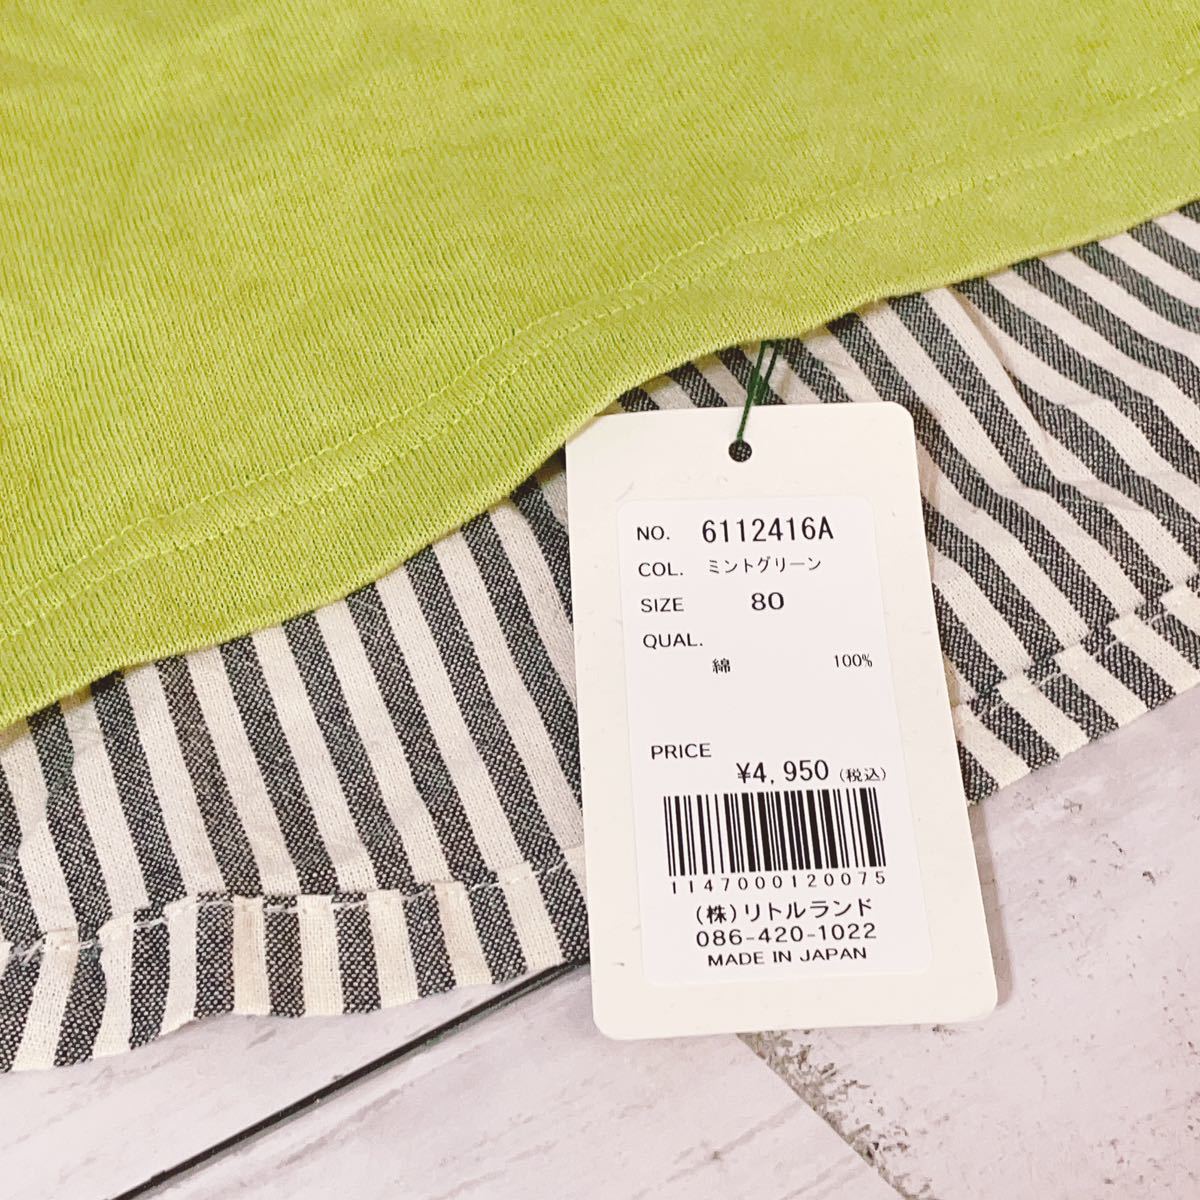 NO. 6112416A
COL. ミントグリーン
SIZE 80
QUAL.
綿 100%
PRICE
¥4,950 (税込)
1147000120075
(株)リトルランド
086-420-1022
MADE IN JAPAN